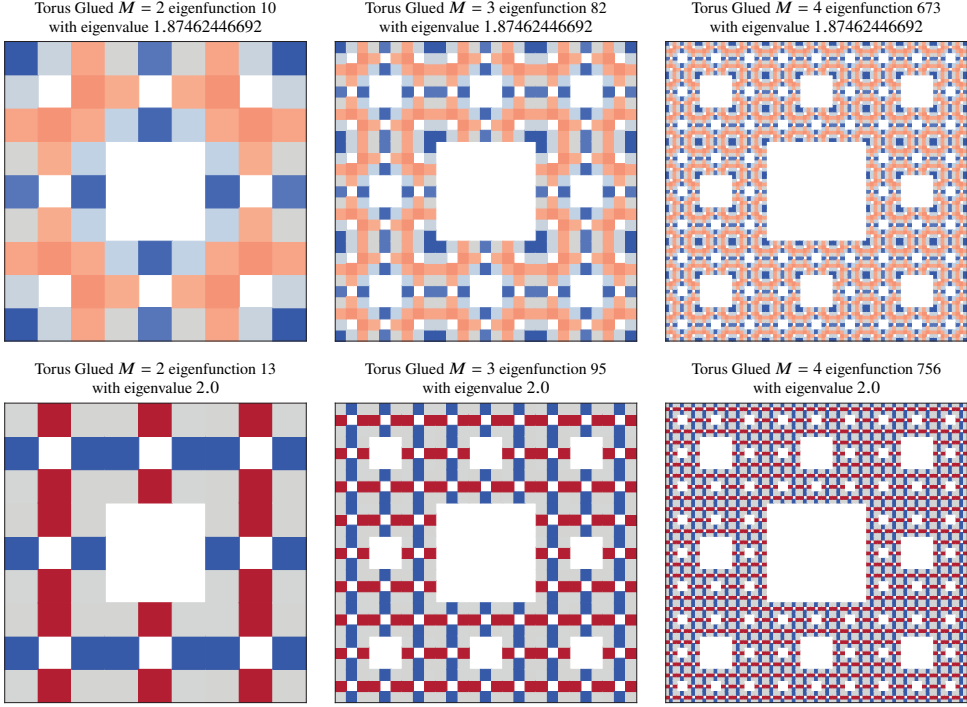 Torus Glued M = 2 eigenfunction 10
with eigenvalue 1.87462446692
Torus Glued M = 3 eigenfunction 82
with eigenvalue 1.87462446692
Torus Glued M = 4 eigenfunction 673
with eigenvalue 1.87462446692
Torus Glued M = 2 eigenfunction 13
with eigenvalue 2.0
Torus Glued M = 3 eigenfunction 95
with eigenvalue 2.0
Torus Glued M = 4 eigenfunction 756
with eigenvalue 2.0